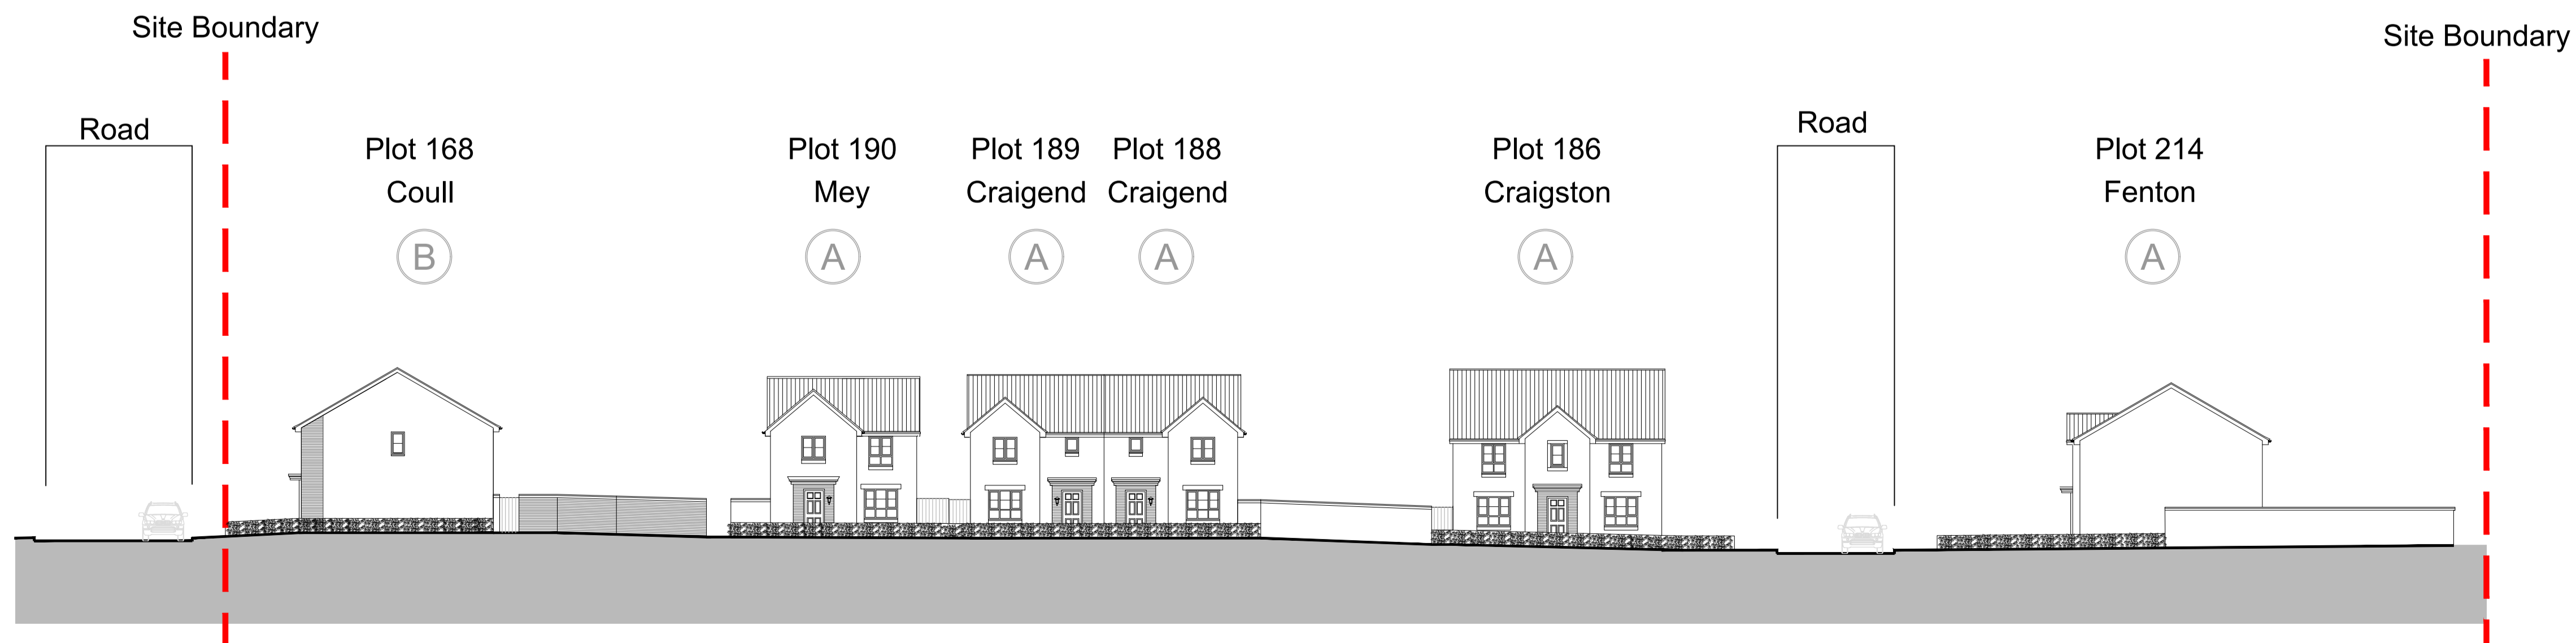 Site Boundary
Site Boundary
Road
Road
Plot 168
Coull
B
Plot 190
Mey
A
Plot 189
Craigend
A
Plot 188
Craigend
A
Plot 186
Craigston
A
Plot 214
Fenton
A